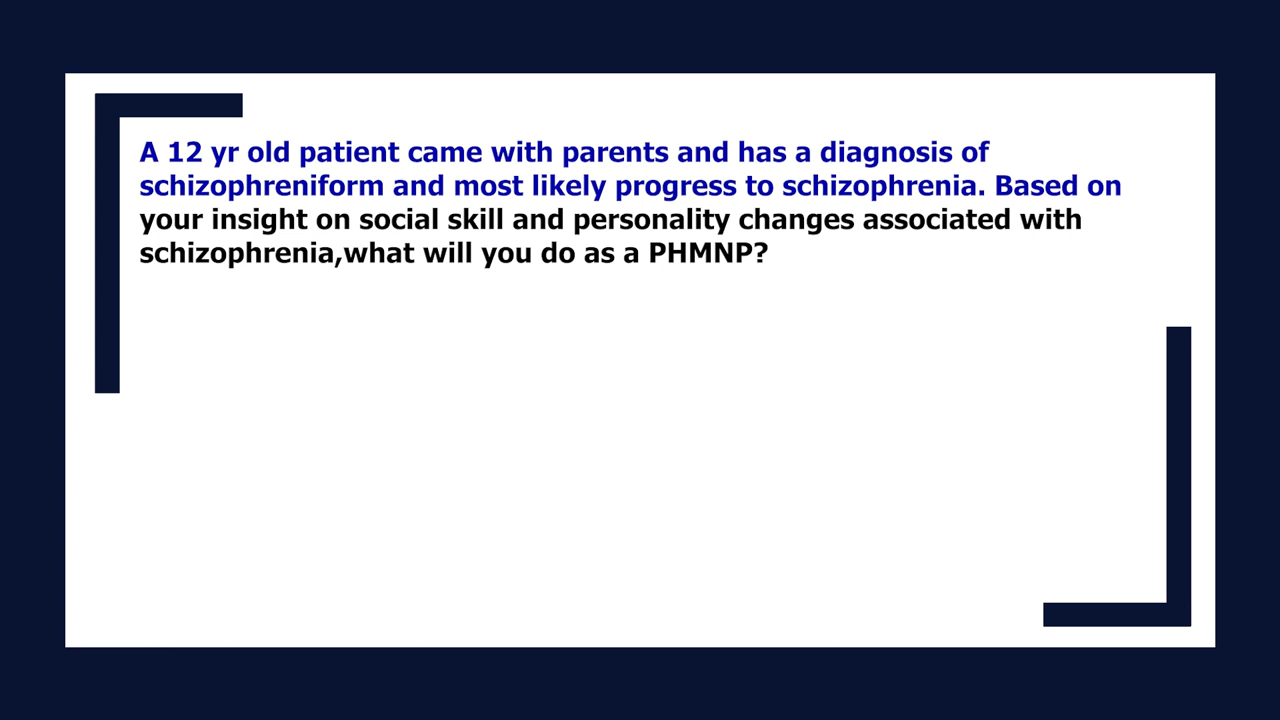 A 12 yr old patient came with parents and has a diagnosis of
schizophreniform and most likely progress to schizophrenia. Based on
your insight on social skill and personality changes associated with
schizophrenia,what will you do as a PHMNP?